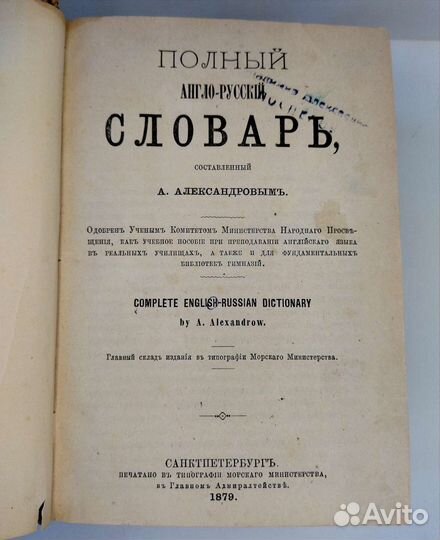 ПОЛНЫЙ
АНГЛО-РУССКІЙ
СЛОВАРЬ,
СОСТАВЛЕННЫЙ
А. АЛЕКСАНДРОВЫМЪ.
Одобренъ Ученымъ Комитетомъ Министерства Народнаго Просвѣ-
щенія, какъ учебное пособіе при преподаваніи англійскаго языка
въ реальныхъ училищахъ, а также и для фундаментальныхъ
библіотекъ гимназій.
COMPLETE ENGLISH-RUSSIAN DICTIONARY
by A. Alexandrow.
Главный складъ изданія въ типографіи Морскаго Министерства.
САНКТПЕТЕРБУРГЪ.
ПЕЧАТАНО ВЪ ТИПОГРАФІИ МОРСКАГО МИНИСТЕРСТВА,
въ Главномъ Адмиралтействѣ.
1879.
Avito